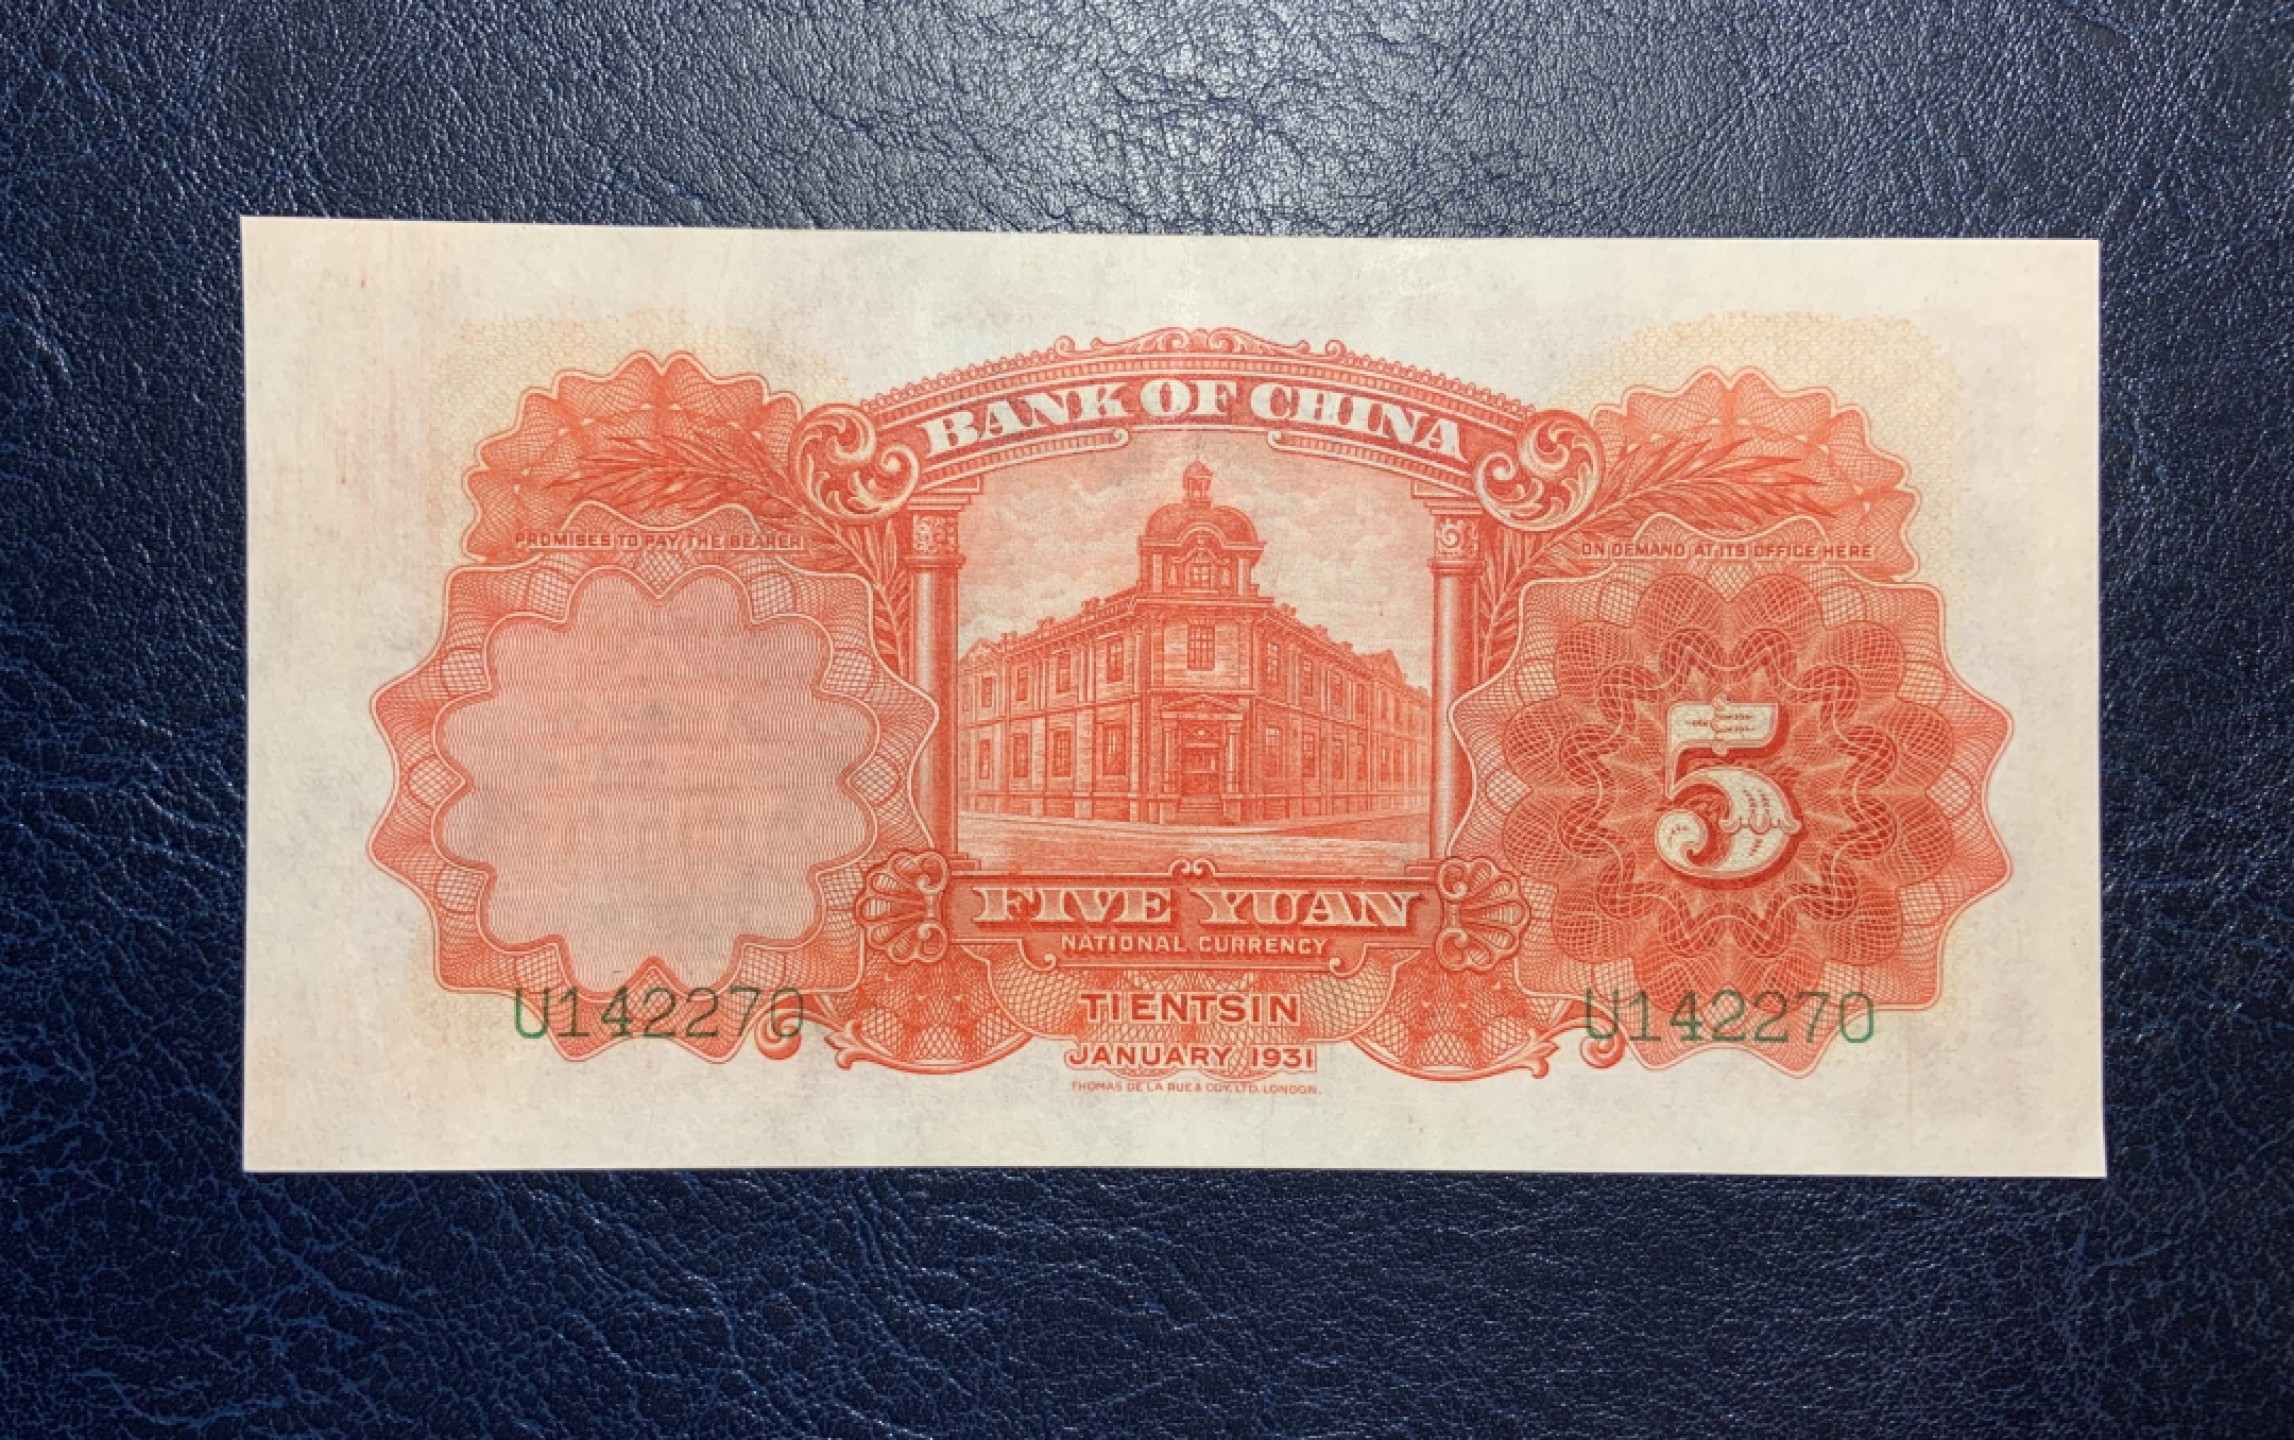 BANK OF CHINA
PROMISES TO PAY THE BEARER
ON DEMAND AT ITS OFFICE HERE
5
FIVE YUAN
NATIONAL CURRENCY
U142270
TIENTSIN
U142270
JANUARY 1931
THOMAS DE LA RUE & COY. LTD. LONDON.